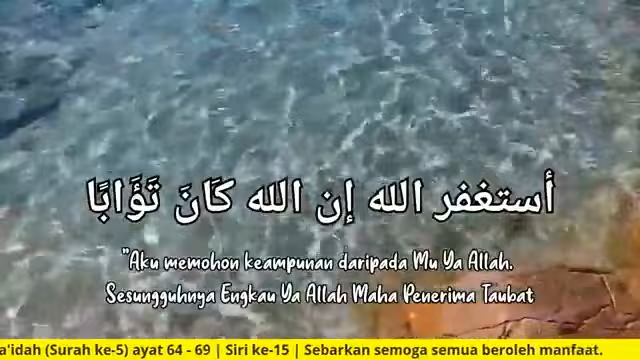 أستغفر الله إن الله كَانَ تَؤَابًا
"Aku memohon keampunan daripada Mu Ya Allah.
Sesungguhnya Engkau Ya Allah Maha Penerima Taubat
a'idah (Surah ke-5) ayat 64 - 69 | Siri ke-15 | Sebarkan semoga semua beroleh manfaat.